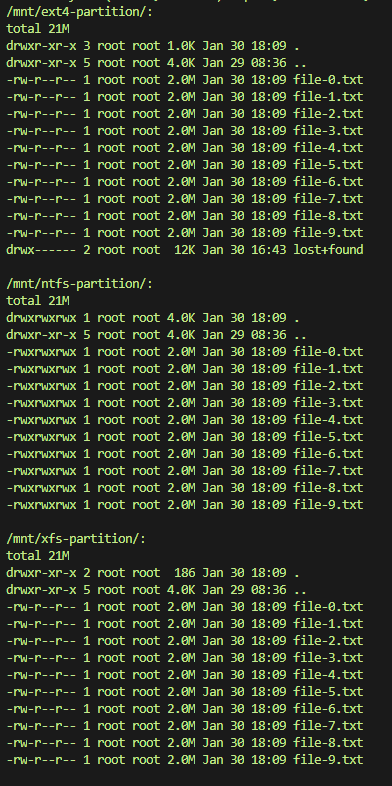 /mnt/ext4-partition/:
total 21M
drwxr-xr-x 3 root root 1.0K Jan 30 18:09 .
drwxr-xr-x 5 root root 4.0K Jan 29 08:36 ..
-rw-r--r-- 1 root root 2.0M Jan 30 18:09 file-0.txt
-rw-r--r-- 1 root root 2.0M Jan 30 18:09 file-1.txt
-rw-r--r-- 1 root root 2.0M Jan 30 18:09 file-2.txt
-rw-r--r-- 1 root root 2.0M Jan 30 18:09 file-3.txt
-rw-r--r-- 1 root root 2.0M Jan 30 18:09 file-4.txt
-rw-r--r-- 1 root root 2.0M Jan 30 18:09 file-5.txt
-rw-r--r-- 1 root root 2.0M Jan 30 18:09 file-6.txt
-rw-r--r-- 1 root root 2.0M Jan 30 18:09 file-7.txt
-rw-r--r-- 1 root root 2.0M Jan 30 18:09 file-8.txt
-rw-r--r-- 1 root root 2.0M Jan 30 18:09 file-9.txt
drwx------ 2 root root  12K Jan 30 16:43 lost+found

/mnt/ntfs-partition/:
total 21M
drwxrwxrwx 1 root root 4.0K Jan 30 18:09 .
drwxr-xr-x 5 root root 4.0K Jan 29 08:36 ..
-rwxrwxrwx 1 root root 2.0M Jan 30 18:09 file-0.txt
-rwxrwxrwx 1 root root 2.0M Jan 30 18:09 file-1.txt
-rwxrwxrwx 1 root root 2.0M Jan 30 18:09 file-2.txt
-rwxrwxrwx 1 root root 2.0M Jan 30 18:09 file-3.txt
-rwxrwxrwx 1 root root 2.0M Jan 30 18:09 file-4.txt
-rwxrwxrwx 1 root root 2.0M Jan 30 18:09 file-5.txt
-rwxrwxrwx 1 root root 2.0M Jan 30 18:09 file-6.txt
-rwxrwxrwx 1 root root 2.0M Jan 30 18:09 file-7.txt
-rwxrwxrwx 1 root root 2.0M Jan 30 18:09 file-8.txt
-rwxrwxrwx 1 root root 2.0M Jan 30 18:09 file-9.txt

/mnt/xfs-partition/:
total 21M
drwxr-xr-x 2 root root  186 Jan 30 18:09 .
drwxr-xr-x 5 root root 4.0K Jan 29 08:36 ..
-rw-r--r-- 1 root root 2.0M Jan 30 18:09 file-0.txt
-rw-r--r-- 1 root root 2.0M Jan 30 18:09 file-1.txt
-rw-r--r-- 1 root root 2.0M Jan 30 18:09 file-2.txt
-rw-r--r-- 1 root root 2.0M Jan 30 18:09 file-3.txt
-rw-r--r-- 1 root root 2.0M Jan 30 18:09 file-4.txt
-rw-r--r-- 1 root root 2.0M Jan 30 18:09 file-5.txt
-rw-r--r-- 1 root root 2.0M Jan 30 18:09 file-6.txt
-rw-r--r-- 1 root root 2.0M Jan 30 18:09 file-7.txt
-rw-r--r-- 1 root root 2.0M Jan 30 18:09 file-8.txt
-rw-r--r-- 1 root root 2.0M Jan 30 18:09 file-9.txt